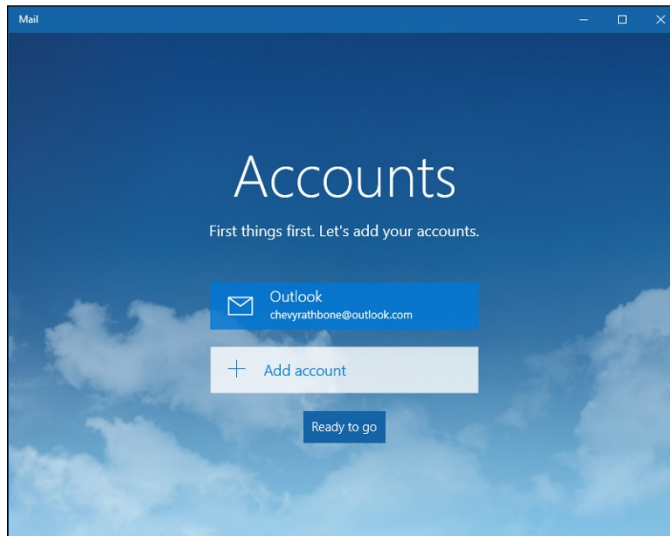 Mail
Accounts
First things first. Let's add your accounts.
Outlook
chevyrathbone@outlook.com
Add account
Ready to go